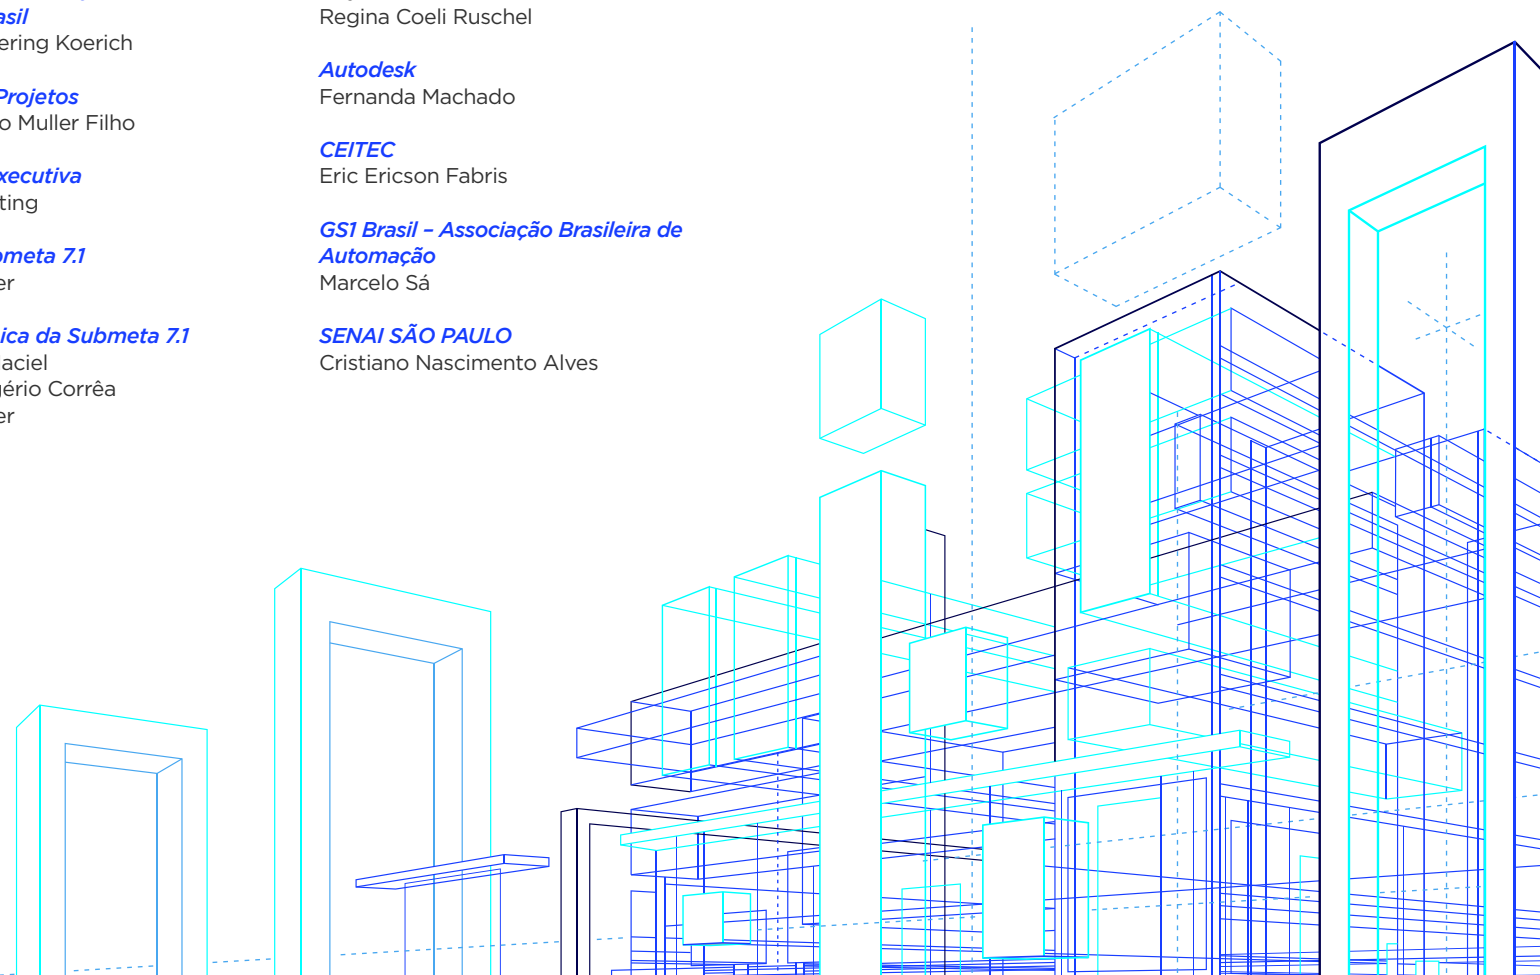 asil
ering Koerich
Projetos
o Muller Filho
xecutiva
ting
bmeta 7.1
er
ica da Submeta 7.1
aciel
gério Corrêa
er
Regina Coeli Ruschel
Autodesk
Fernanda Machado
CEITEC
Eric Ericson Fabris
GS1 Brasil – Associação Brasileira de
Automação
Marcelo Sá
SENAI SÃO PAULO
Cristiano Nascimento Alves